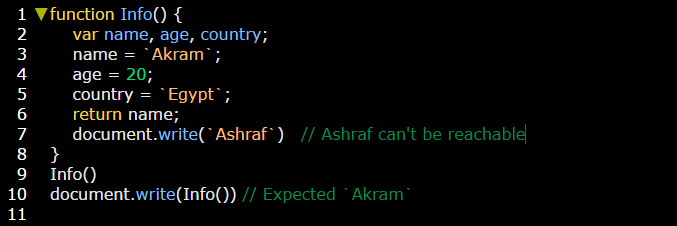 1 ▼function Info() {
2 var name, age, country;
3 name = `Akram`;
4 age = 20;
5 country = `Egypt`;
6 return name;
7 document.write(`Ashraf`) // Ashraf can't be reachable
8 }
9 Info()
10 document.write(Info()) // Expected `Akram`
11